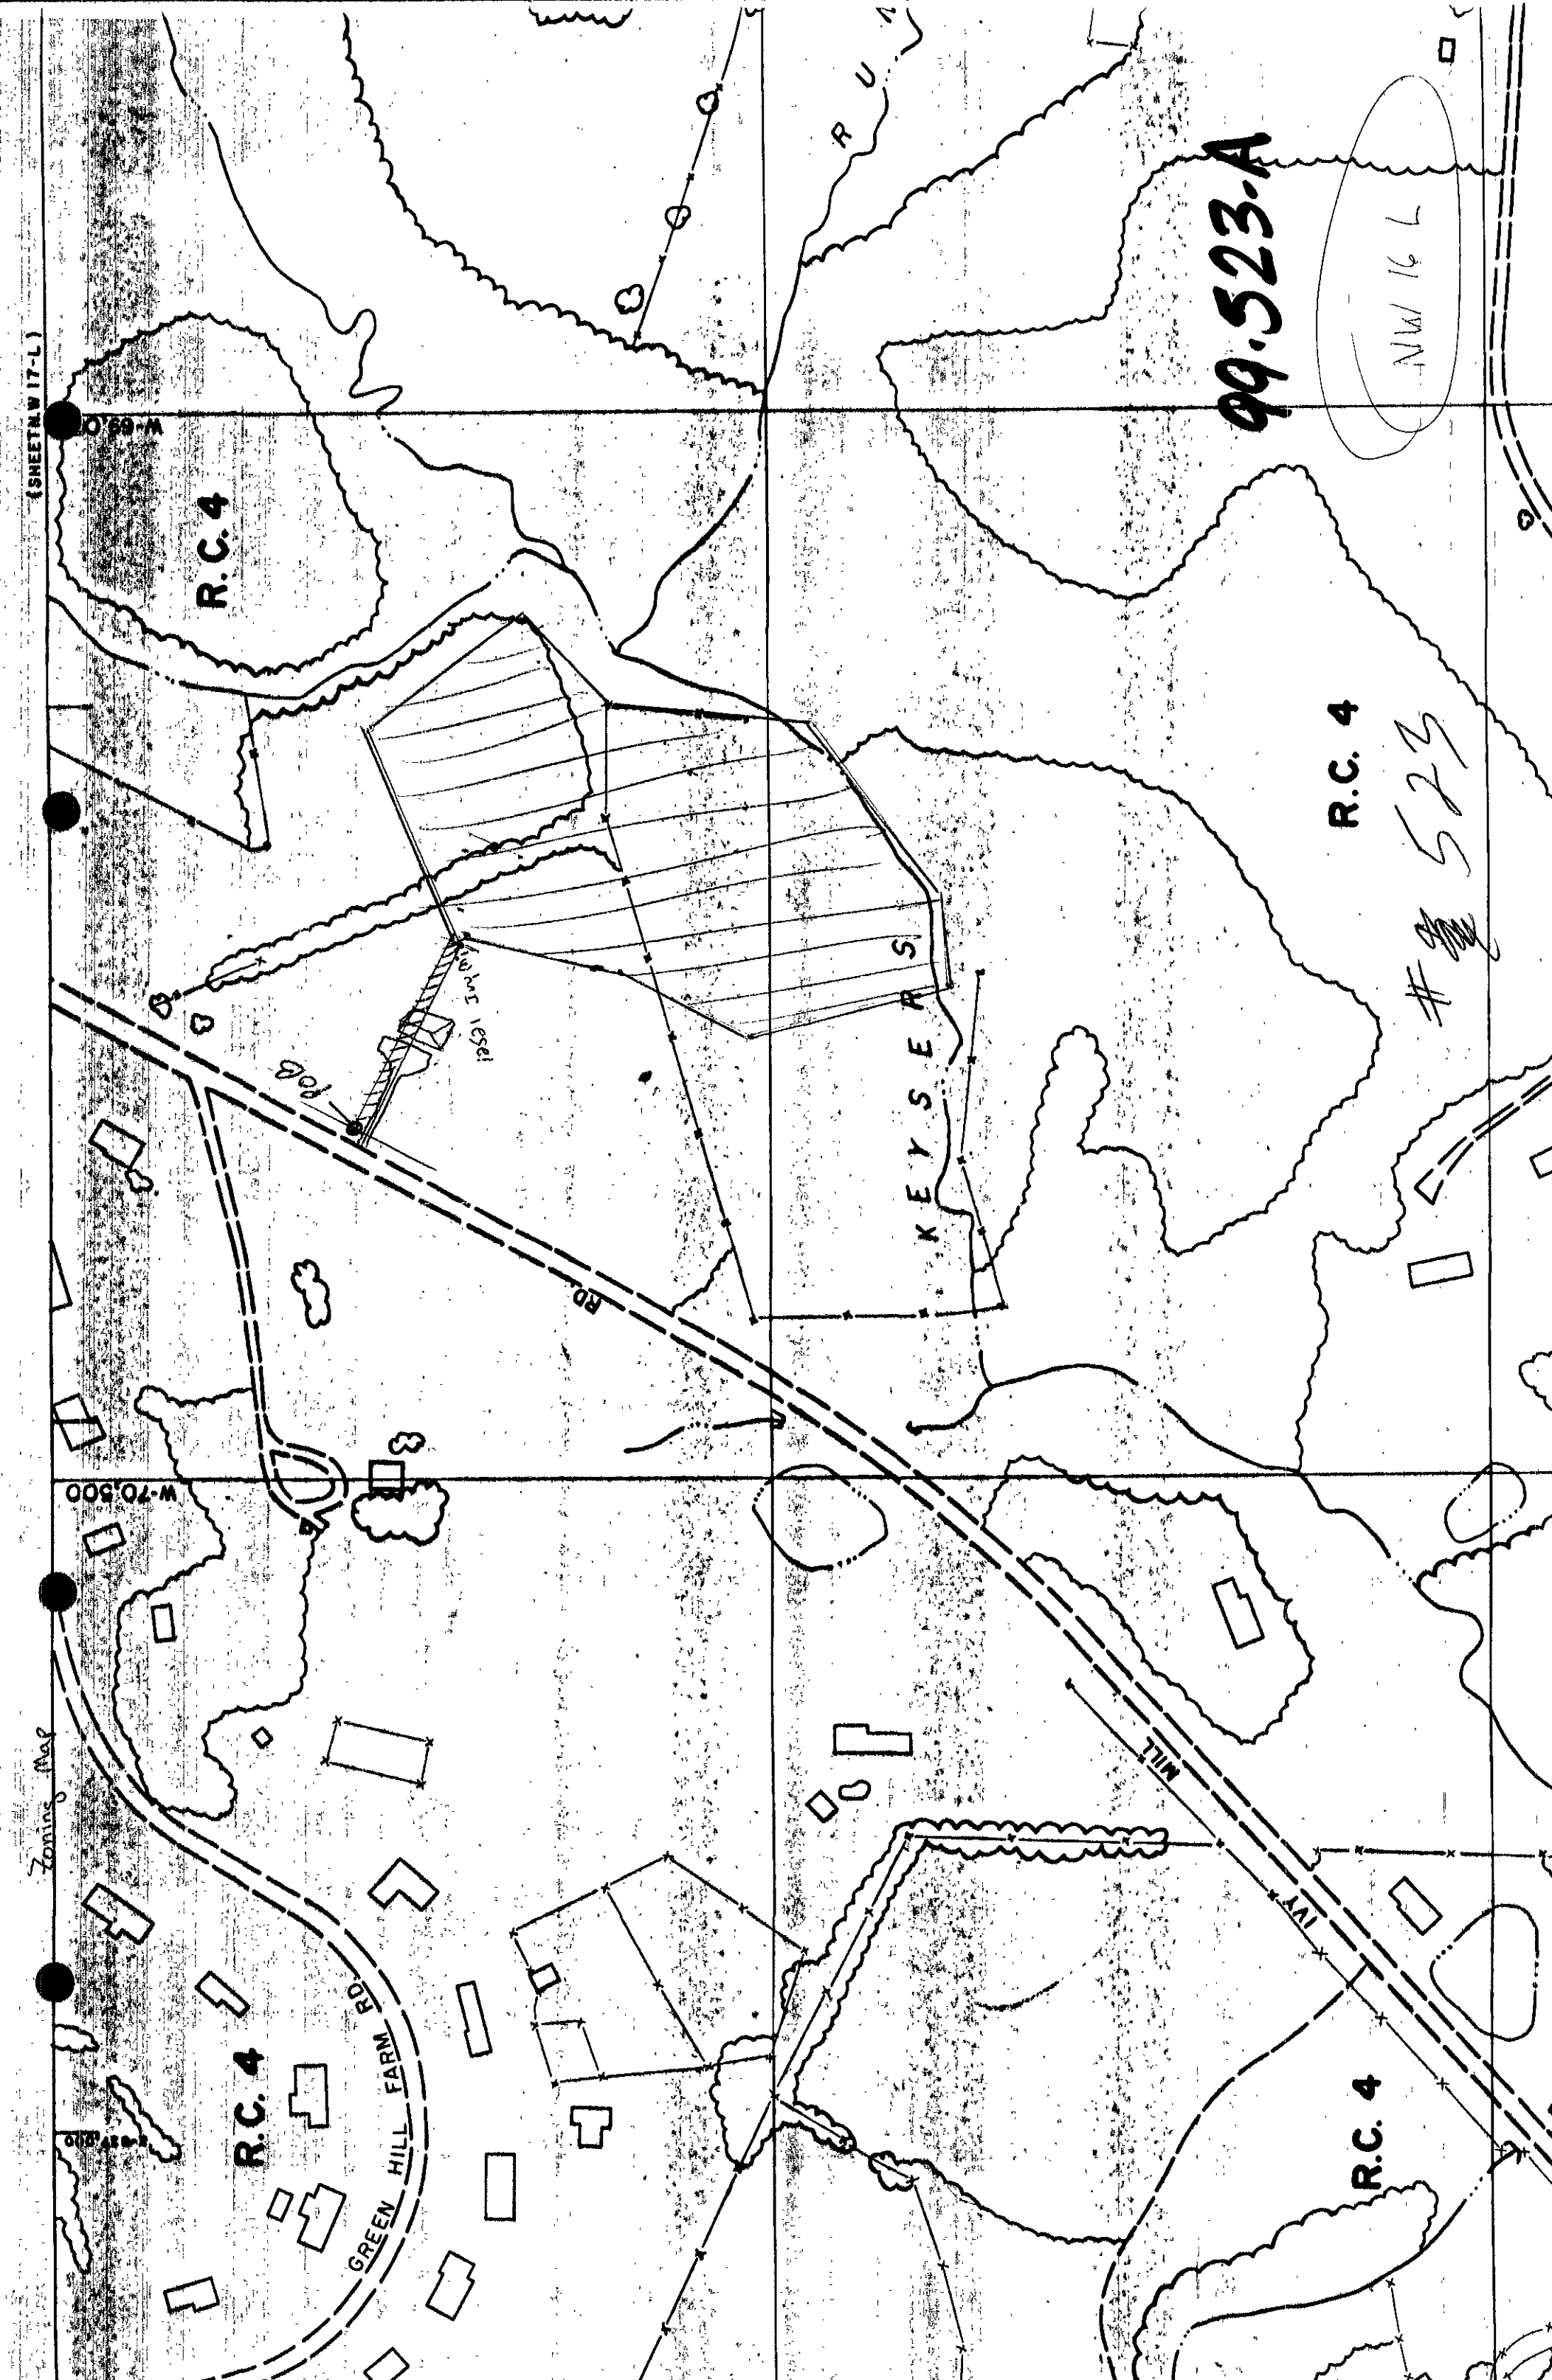 (SHEET N.W 17-L)
W-69,0
R.C. 4
R U N
99.523.A
NW 16 L
R.C. 4
# 523
KEYSERS
POB
RD.
W-70,500
Zoning Map
MILL
IVY
R.C. 4
GREEN HILL FARM RD
R.C. 4